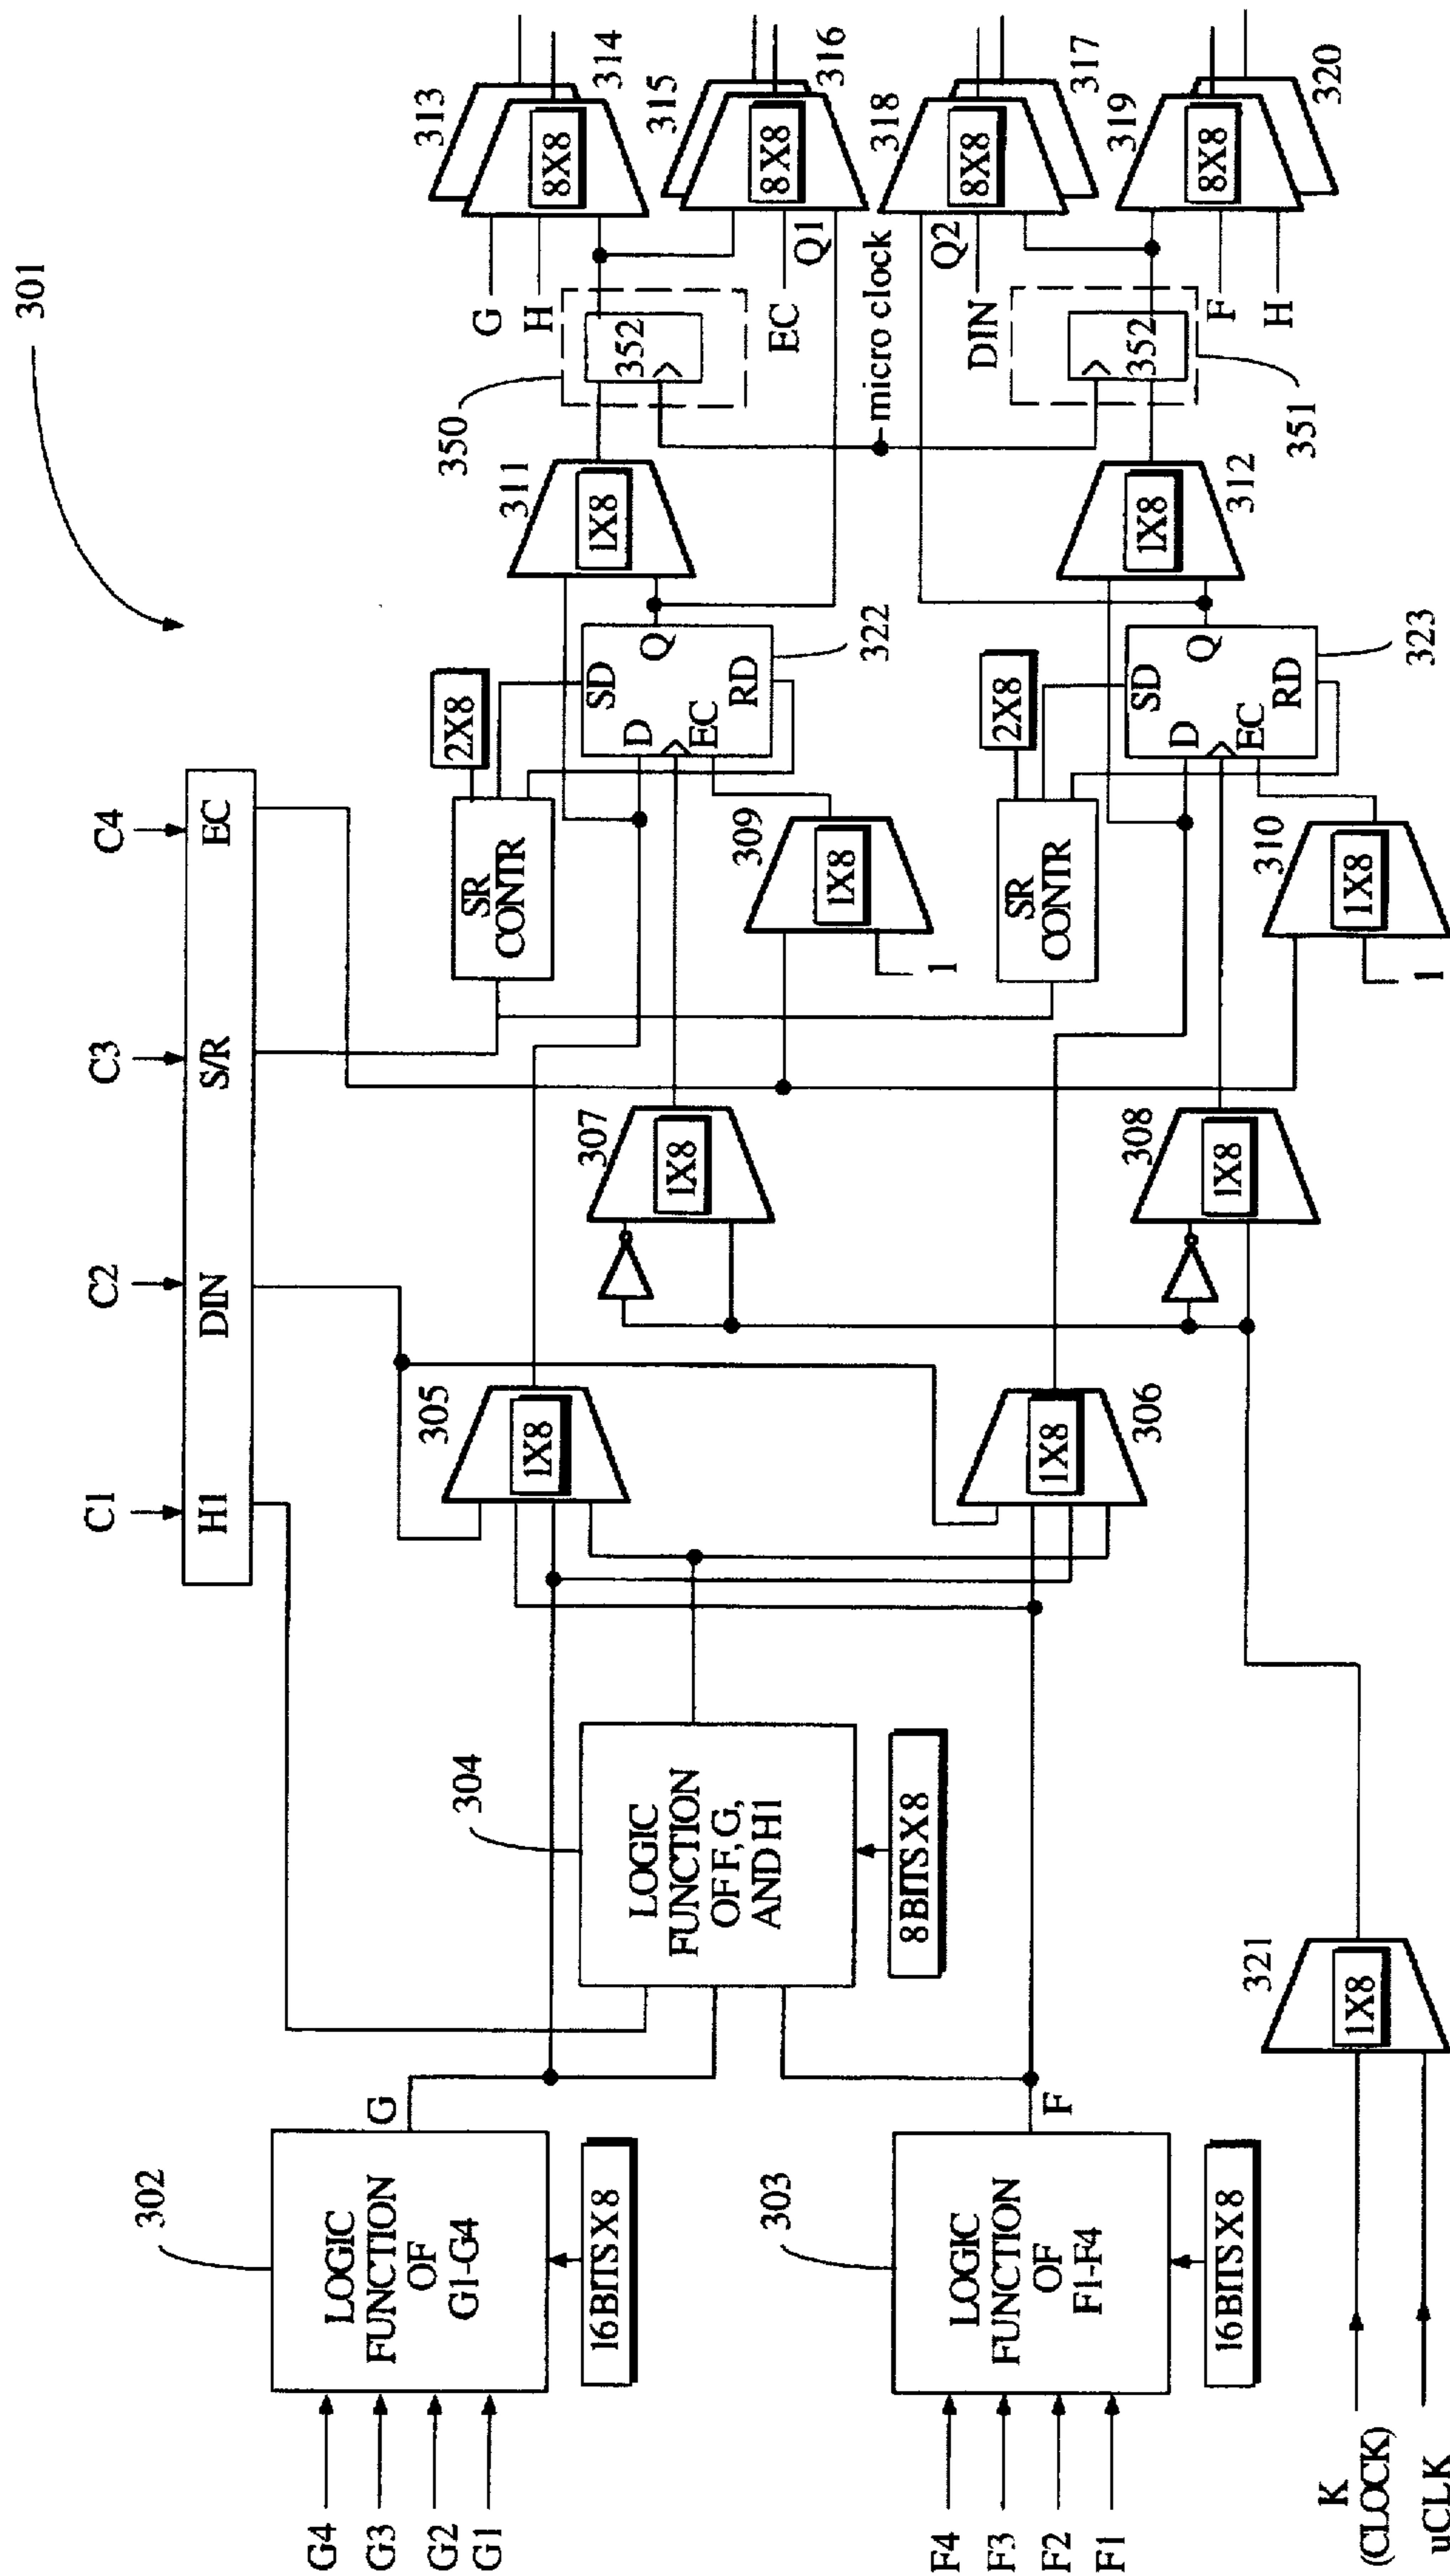 301
C1
C2
C3
C4
H1
DIN
S/R
EC
302
LOGIC
FUNCTION
OF
G1-G4
G4
G3
G2
G1
16 BITS X 8
G
303
LOGIC
FUNCTION
OF
F1-F4
F4
F3
F2
F1
16 BITS X 8
F
304
LOGIC
FUNCTION
OF F, G,
AND H1
8 BITS X 8
K
(CLOCK)
uCLK
321
1X8
305
1X8
306
1X8
307
1X8
308
1X8
SR
CONTR
2X8
309
1X8
1
SR
CONTR
2X8
310
1X8
1
D
SD
EC
RD
Q
322
D
SD
EC
RD
Q
323
311
1X8
312
1X8
350
352
micro clock
352
351
G
H
313
8X8
314
EC
Q1
315
8X8
316
Q2
DIN
318
8X8
317
F
H
319
8X8
320